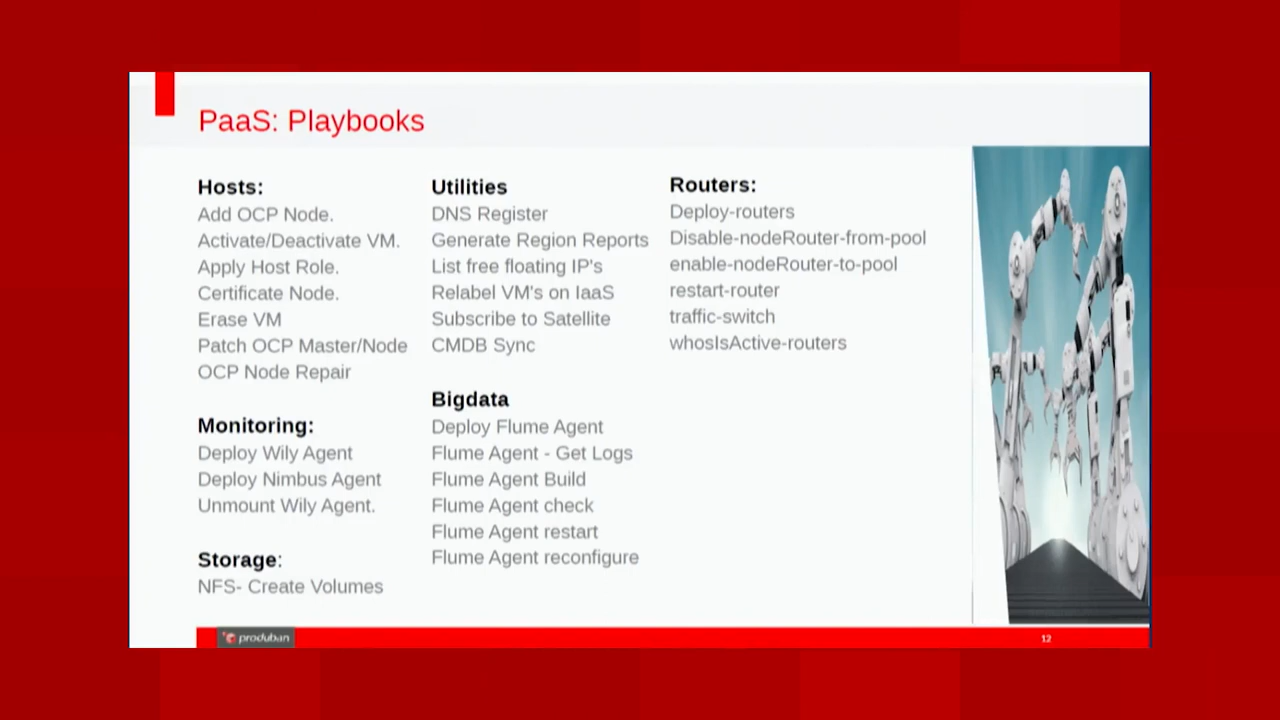 PaaS: Playbooks
Hosts:
Add OCP Node.
Activate/Deactivate VM.
Apply Host Role.
Certificate Node.
Erase VM
Patch OCP Master/Node
OCP Node Repair
Monitoring:
Deploy Wily Agent
Deploy Nimbus Agent
Unmount Wily Agent.
Storage:
NFS- Create Volumes
Utilities
DNS Register
Generate Region Reports
List free floating IP's
Relabel VM's on IaaS
Subscribe to Satellite
CMDB Sync
Bigdata
Deploy Flume Agent
Flume Agent - Get Logs
Flume Agent Build
Flume Agent check
Flume Agent restart
Flume Agent reconfigure
Routers:
Deploy-routers
Disable-nodeRouter-from-pool
enable-nodeRouter-to-pool
restart-router
traffic-switch
whosIsActive-routers
produban
12